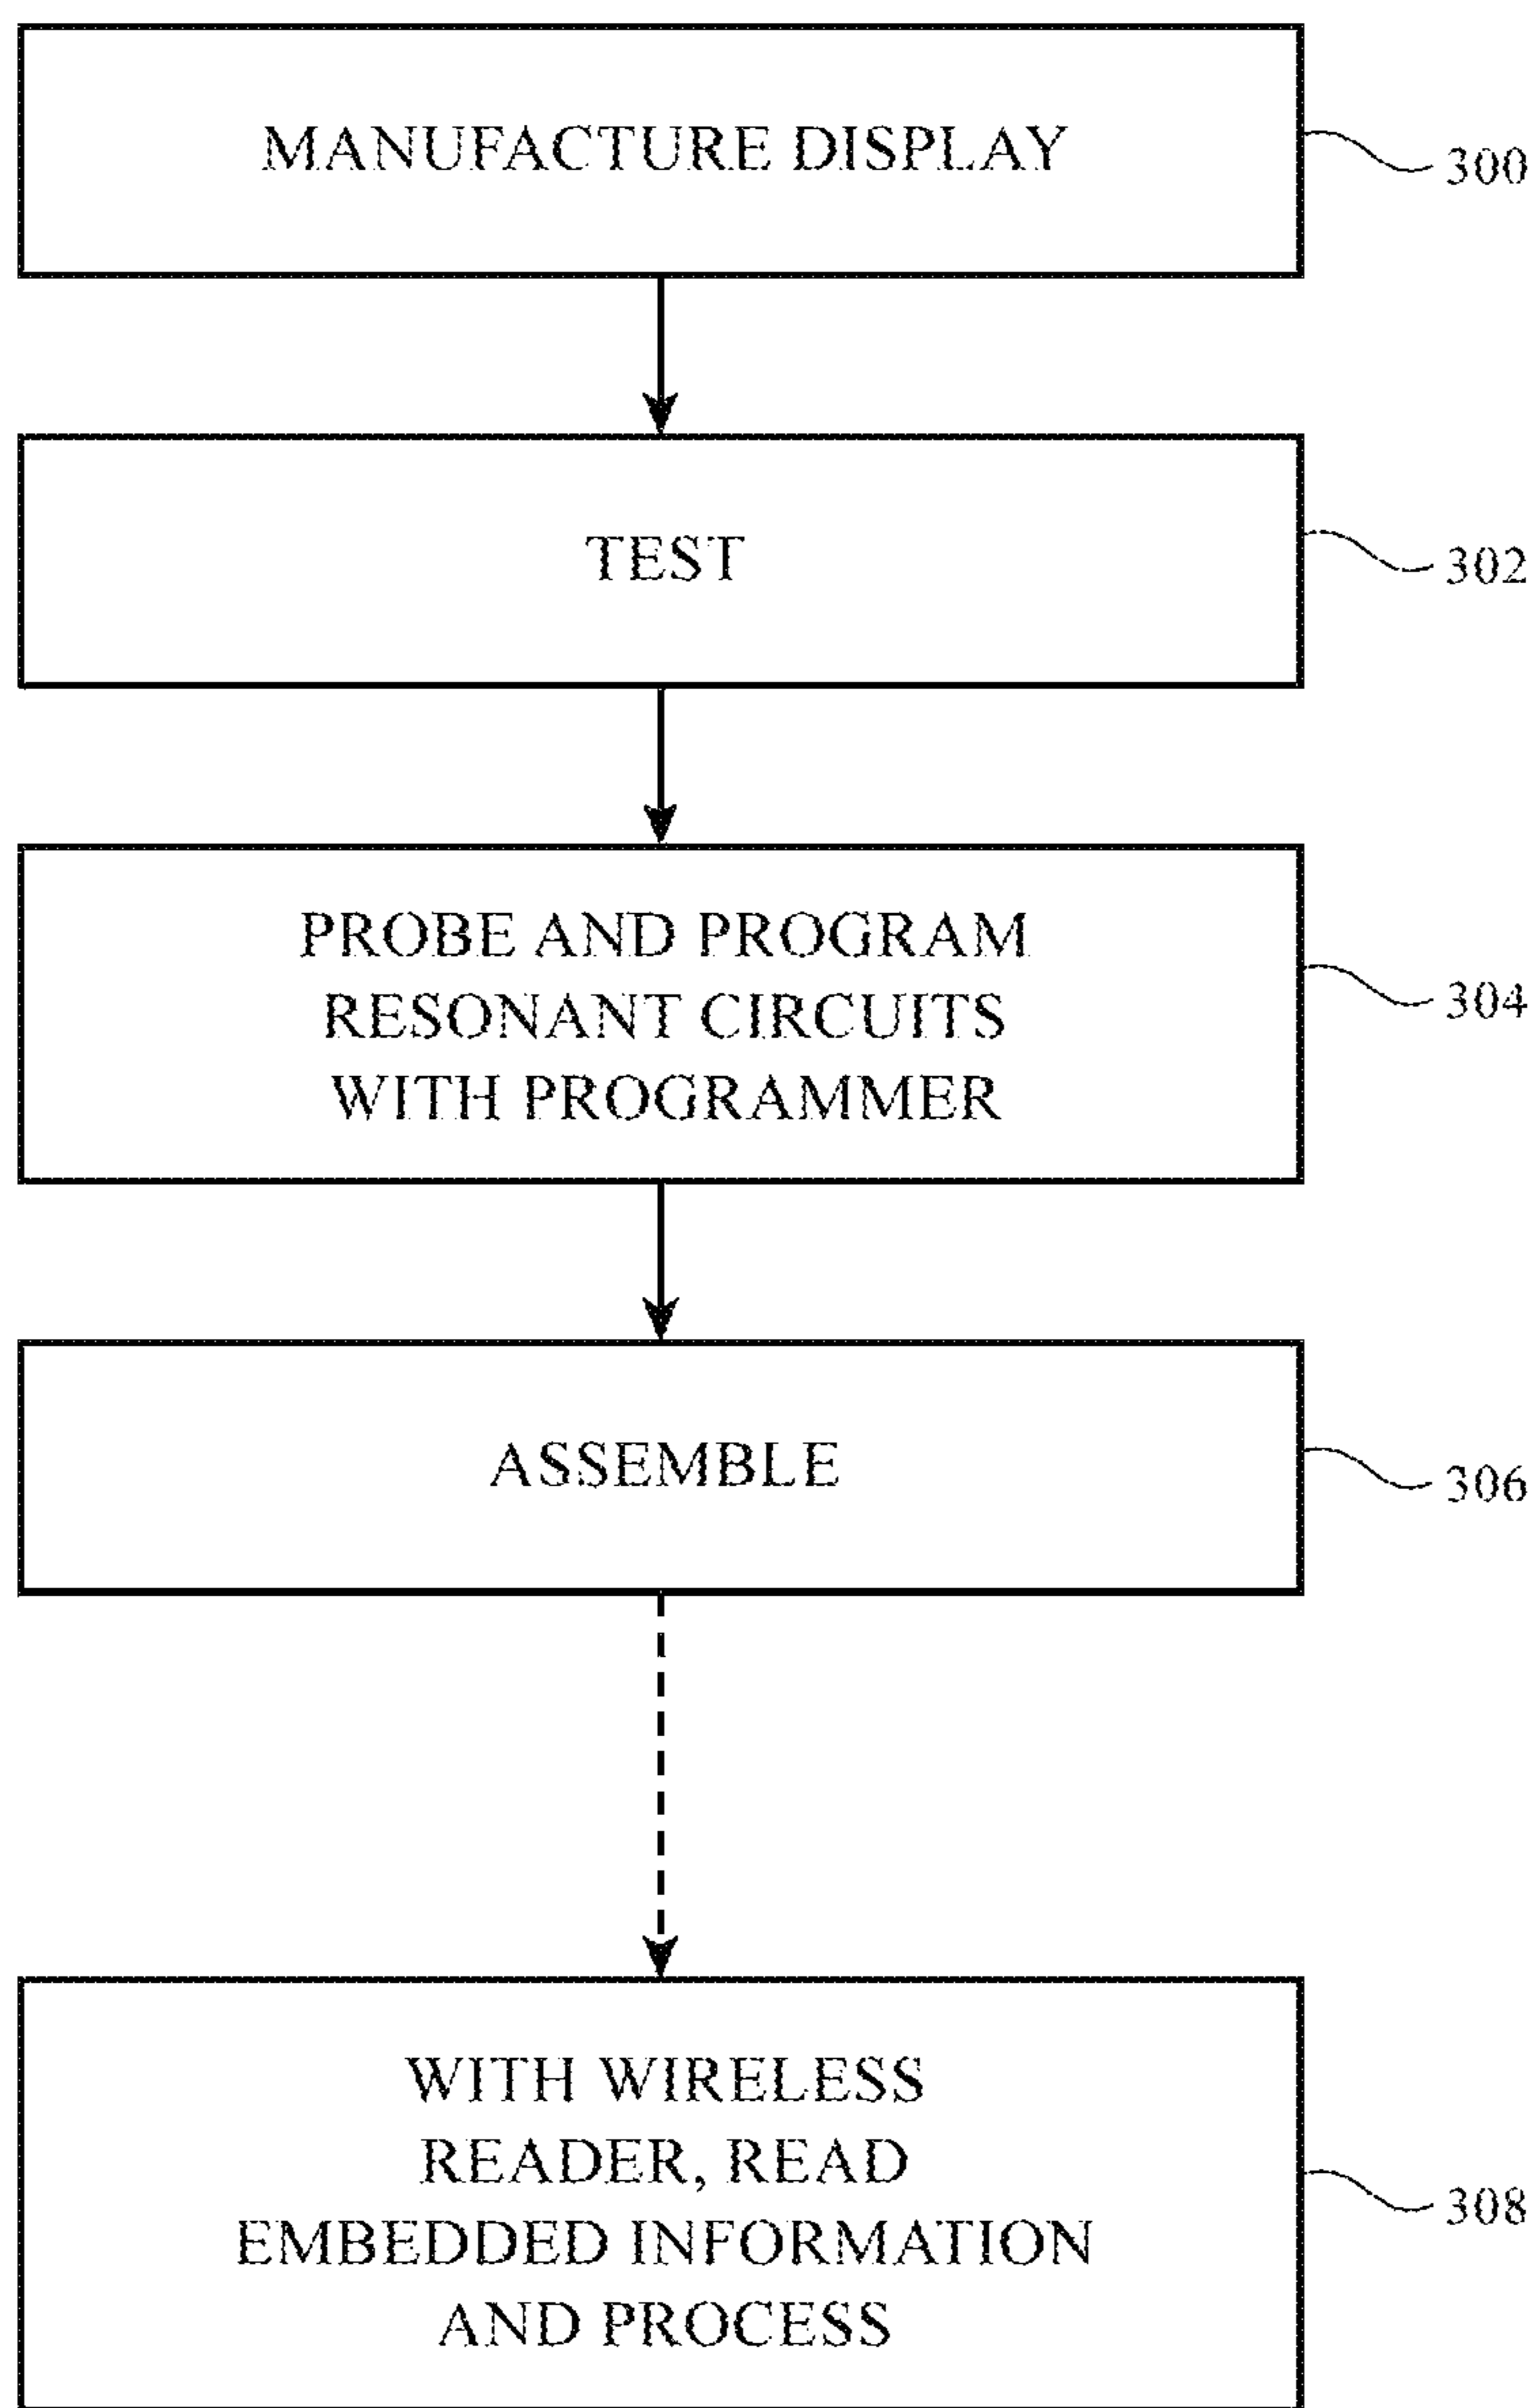 MANUFACTURE DISPLAY
300
TEST
302
PROBE AND PROGRAM
RESONANT CIRCUITS
WITH PROGRAMMER
304
ASSEMBLE
306
WITH WIRELESS
READER, READ
EMBEDDED INFORMATION
AND PROCESS
308